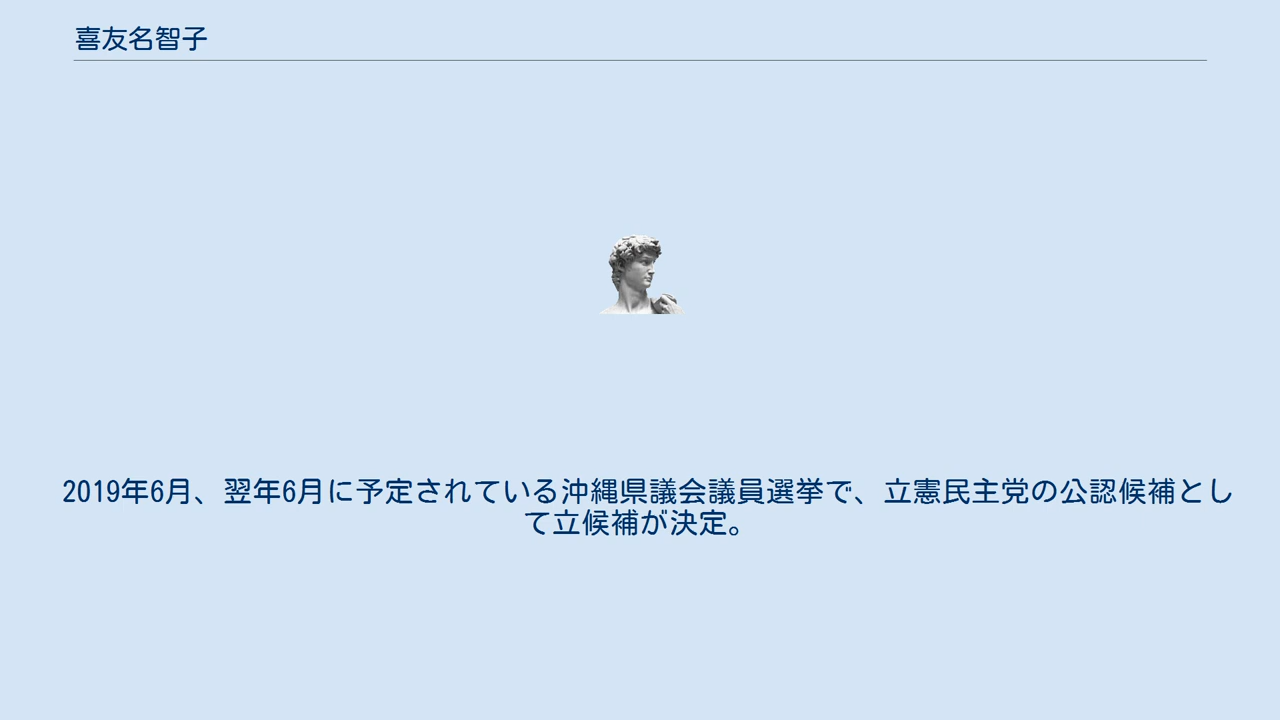 喜友名智子
2019年6月、翌年6月に予定されている沖縄県議会議員選挙で、立憲民主党の公認候補とし
て立候補が決定。